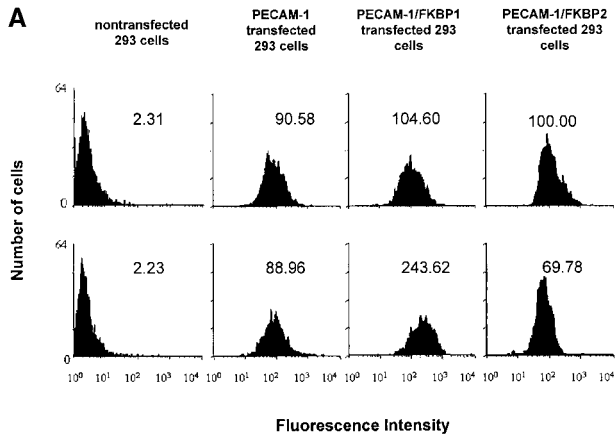 A
nontransfected
293 cells
PECAM-1
transfected
293 cells
PECAM-1/FKBP1
transfected 293
cells
PECAM-1/FKBP2
transfected 293
cells
Number of cells
64
0
2.31
90.58
104.60
100.00
64
0
2.23
88.96
243.62
69.78
10⁰ 10¹ 10² 10³ 10⁴
10⁰ 10¹ 10² 10³ 10⁴
10⁰ 10¹ 10² 10³ 10⁴
10⁰ 10¹ 10² 10³ 10⁴
Fluorescence Intensity